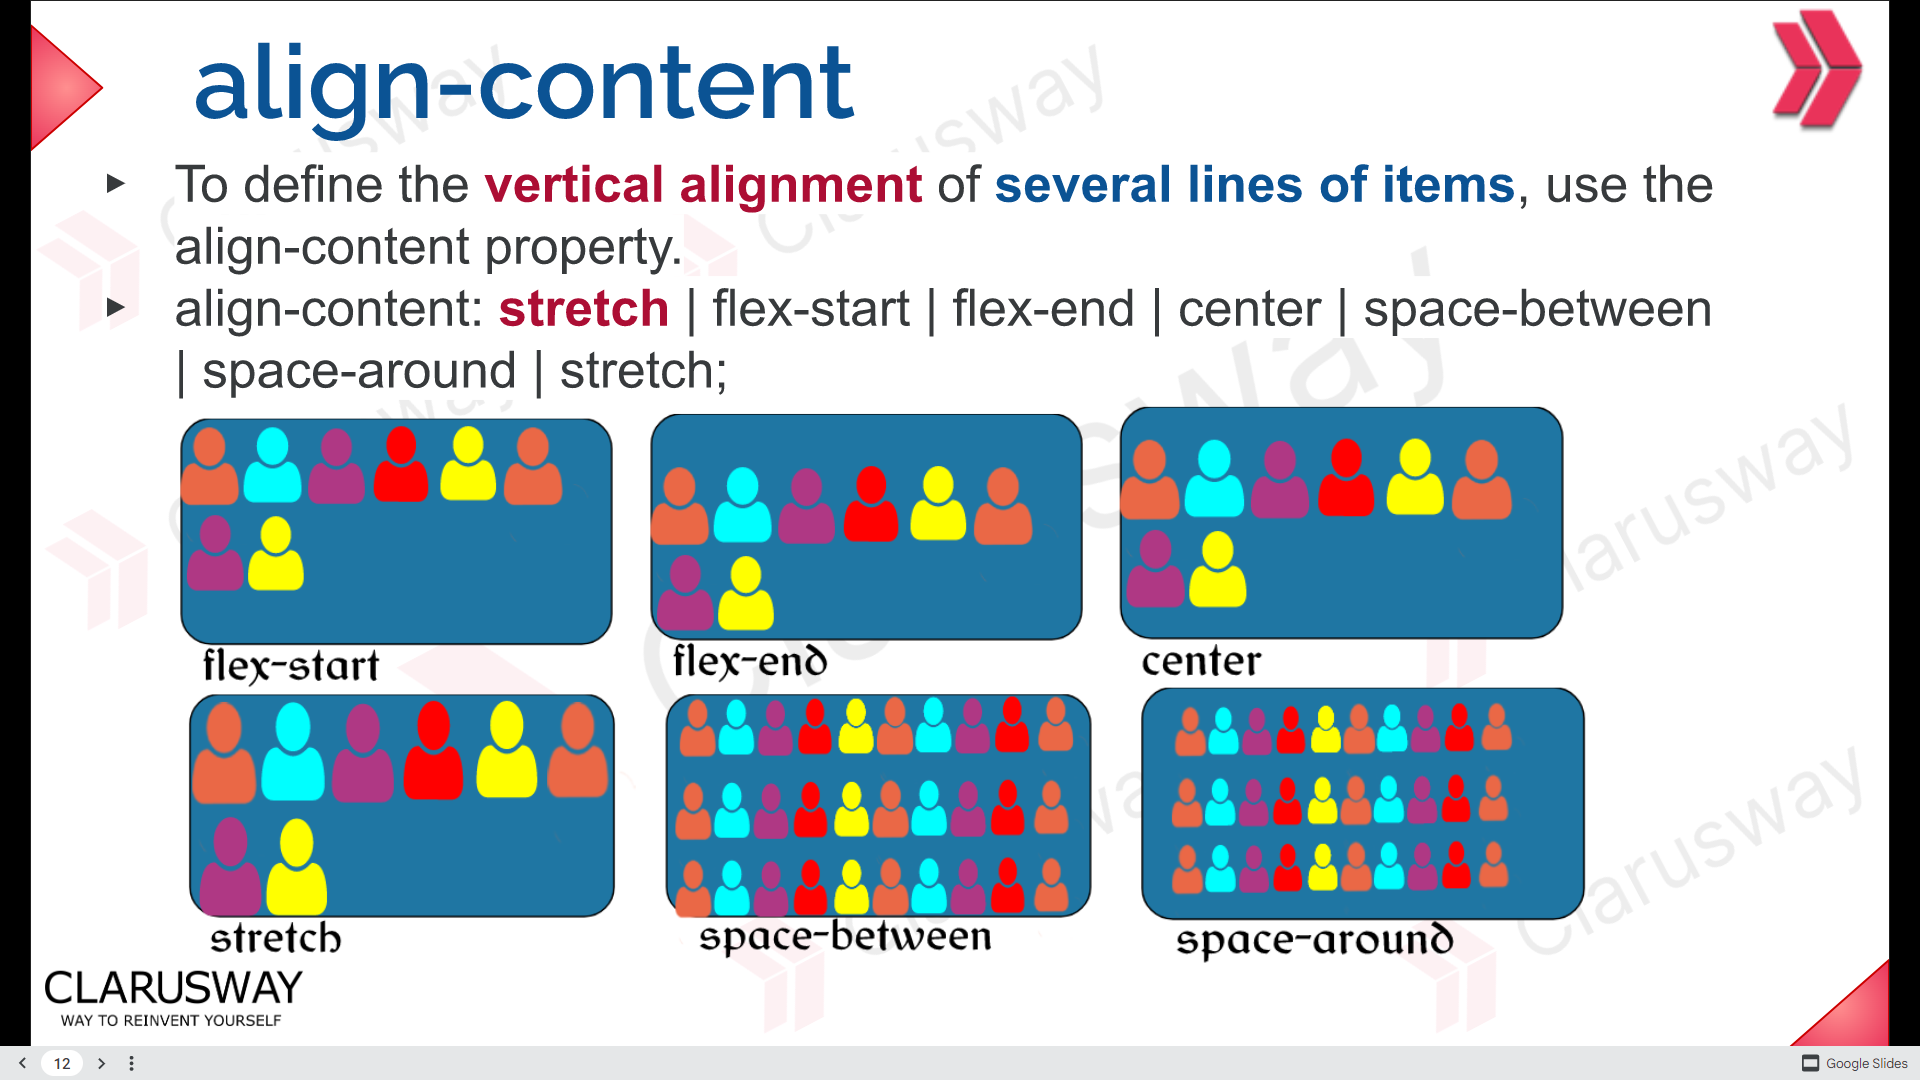 align-content
▸ To define the vertical alignment of several lines of items, use the
align-content property.
▸ align-content: stretch | flex-start | flex-end | center | space-between
| space-around | stretch;
flex-start
flex-end
center
stretch
space-between
space-around
CLARUSWAY
WAY TO REINVENT YOURSELF
Clarusway
12
Google Slides